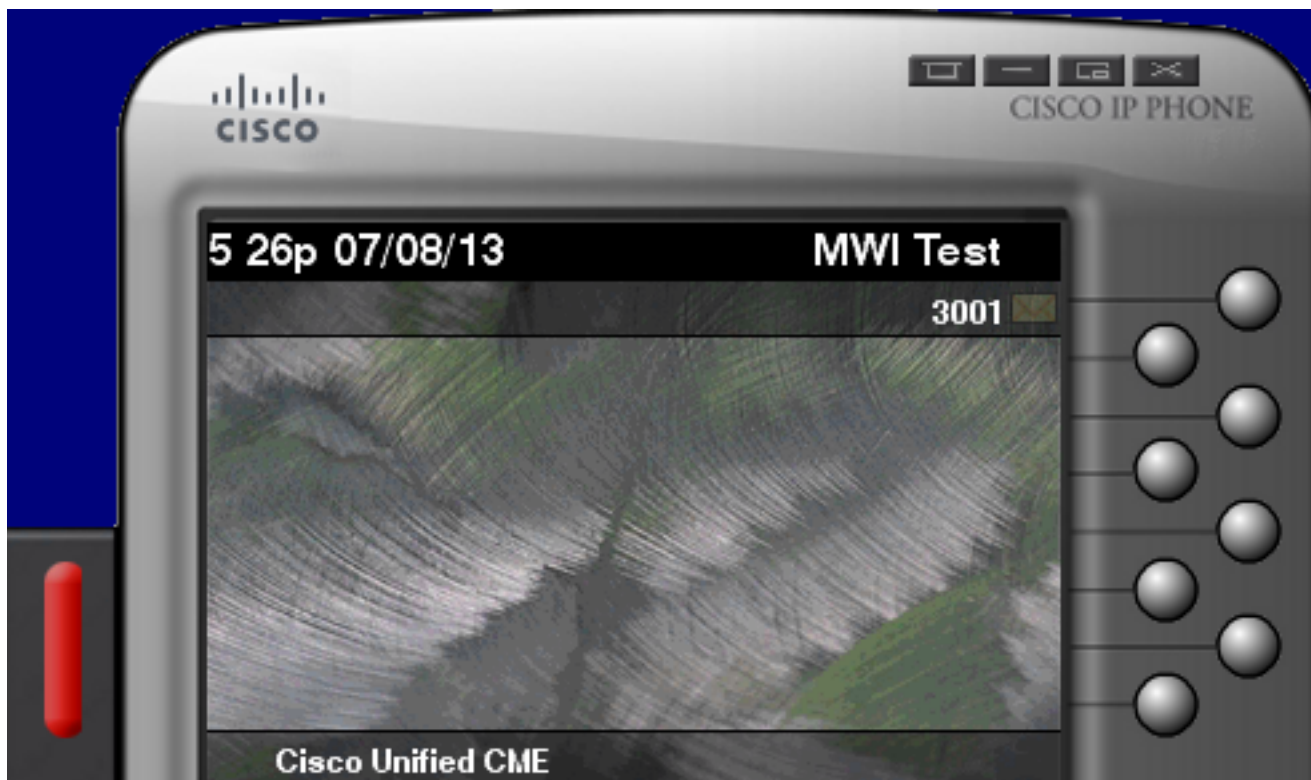 CISCO
CISCO IP PHONE
5 26p 07/08/13 MWI Test
3001
Cisco Unified CME